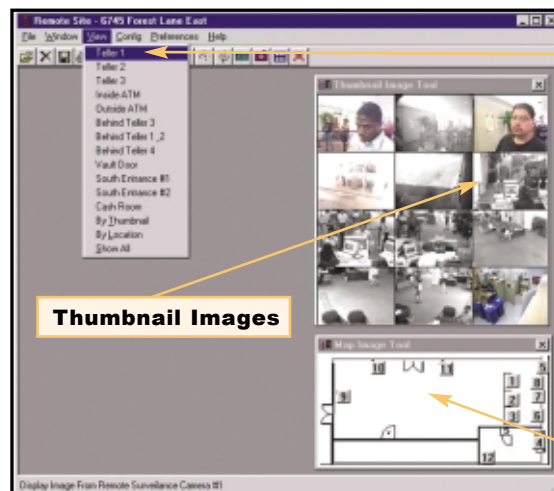 Remote Site - 6745 Forest Lane East
File Window View Config Preferences Help
Teller 1
Teller 2
Teller 3
Inside ATM
Outside ATM
Behind Teller 3
Behind Teller 1_2
Behind Teller 4
Vault Door
South Entrance #1
South Entrance #2
Cash Room
By Thumbnail
By Location
Show All
Thumbnail Image Tool
Thumbnail Images
Map Image Tool
10 11 5
1 8
9 2 7
3 6
4
12
Display Image From Remote Surveillance Camera #1